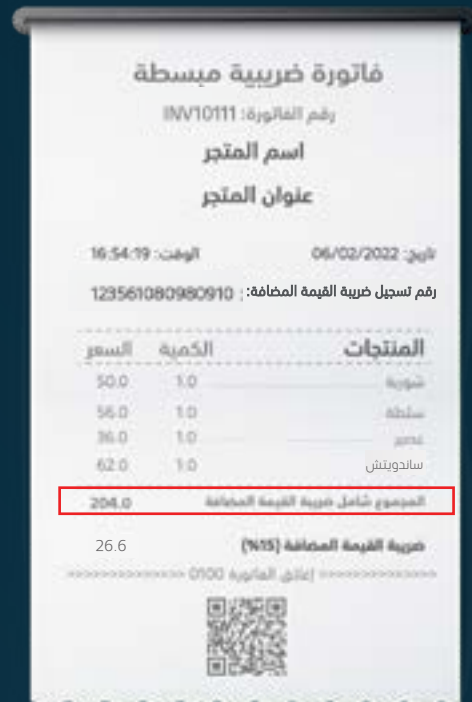 فاتورة ضريبية مبسطة
رقم الفاتورة: INV10111
اسم المتجر
عنوان المتجر
تاريخ: 06/02/2022 الوقت: 16:54:19
رقم تسجيل ضريبة القيمة المضافة: 123561080980910
المنتجات الكمية السعر
شوربة 1.0 50.0
سلطة 1.0 56.0
عصير 1.0 36.0
ساندويتش 1.0 62.0
المجموع شامل ضريبة القيمة المضافة 204.0
ضريبة القيمة المضافة (15%) 26.6
>>>>>>>>>>>>>> إغلاق الفاتورة 0100 <<<<<<<<<<<<<<